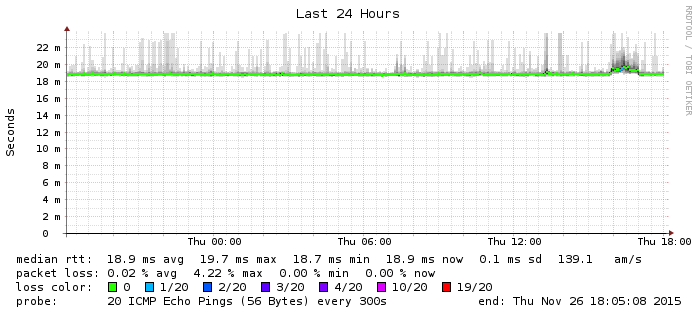 Last 24 Hours
RRDTOOL / TOBI OETIKER
Seconds
22 m
20 m
18 m
16 m
14 m
12 m
10 m
8 m
6 m
4 m
2 m
0
Thu 00:00 Thu 06:00 Thu 12:00 Thu 18:00
median rtt: 18.9 ms avg 19.7 ms max 18.7 ms min 18.9 ms now 0.1 ms sd 139.1 am/s
packet loss: 0.02 % avg 4.22 % max 0.00 % min 0.00 % now
loss color: 0 1/20 2/20 3/20 4/20 10/20 19/20
probe: 20 ICMP Echo Pings (56 Bytes) every 300s end: Thu Nov 26 18:05:08 2015